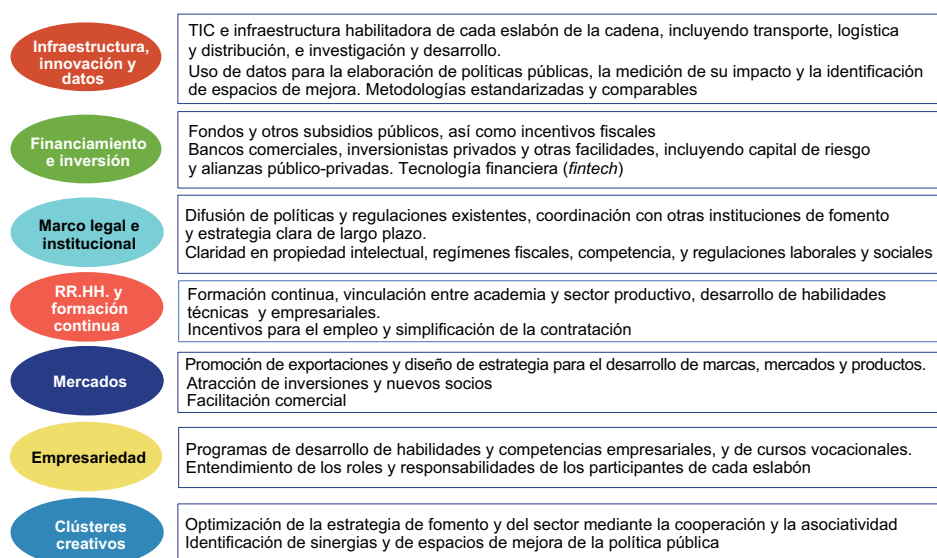 Infraestructura,
innovación y
datos
TIC e infraestructura habilitadora de cada eslabón de la cadena, incluyendo transporte, logística
y distribución, e investigación y desarrollo.
Uso de datos para la elaboración de políticas públicas, la medición de su impacto y la identificación
de espacios de mejora. Metodologías estandarizadas y comparables
Financiamiento
e inversión
Fondos y otros subsidios públicos, así como incentivos fiscales
Bancos comerciales, inversionistas privados y otras facilidades, incluyendo capital de riesgo
y alianzas público-privadas. Tecnología financiera (fintech)
Marco legal e
institucional
Difusión de políticas y regulaciones existentes, coordinación con otras instituciones de fomento
y estrategia clara de largo plazo.
Claridad en propiedad intelectual, regímenes fiscales, competencia, y regulaciones laborales y sociales
RR.HH. y
formación
continua
Formación continua, vinculación entre academia y sector productivo, desarrollo de habilidades
técnicas y empresariales.
Incentivos para el empleo y simplificación de la contratación
Mercados
Promoción de exportaciones y diseño de estrategia para el desarrollo de marcas, mercados y productos.
Atracción de inversiones y nuevos socios
Facilitación comercial
Empresariedad
Programas de desarrollo de habilidades y competencias empresariales, y de cursos vocacionales.
Entendimiento de los roles y responsabilidades de los participantes de cada eslabón
Clústeres
creativos
Optimización de la estrategia de fomento y del sector mediante la cooperación y la asociatividad
Identificación de sinergias y de espacios de mejora de la política pública